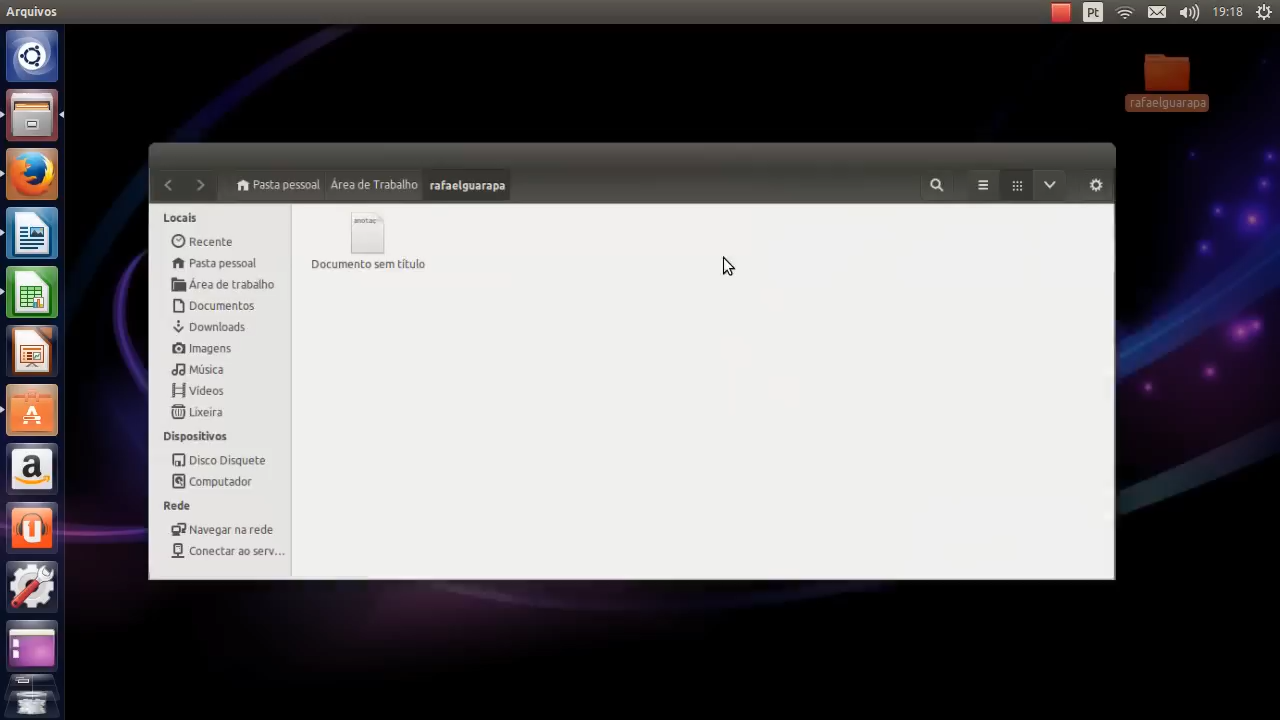 Arquivos
Pt
19:18
rafaelguarapa
Pasta pessoal
Área de Trabalho
rafaelguarapa
Locais
Recente
Pasta pessoal
Área de trabalho
Documentos
Downloads
Imagens
Música
Vídeos
Lixeira
Dispositivos
Disco Disquete
Computador
Rede
Navegar na rede
Conectar ao serv...
anotaç
Documento sem título